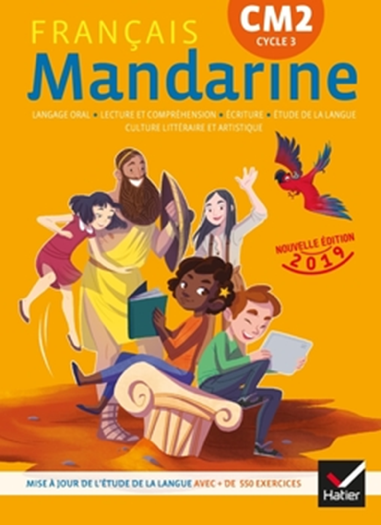 FRANÇAIS
CM2
CYCLE 3
Mandarine
LANGAGE ORAL • LECTURE ET COMPRÉHENSION • ÉCRITURE • ÉTUDE DE LA LANGUE
CULTURE LITTÉRAIRE ET ARTISTIQUE
NOUVELLE ÉDITION
2019
MISE À JOUR DE L'ÉTUDE DE LA LANGUE AVEC + DE 550 EXERCICES
Hatier